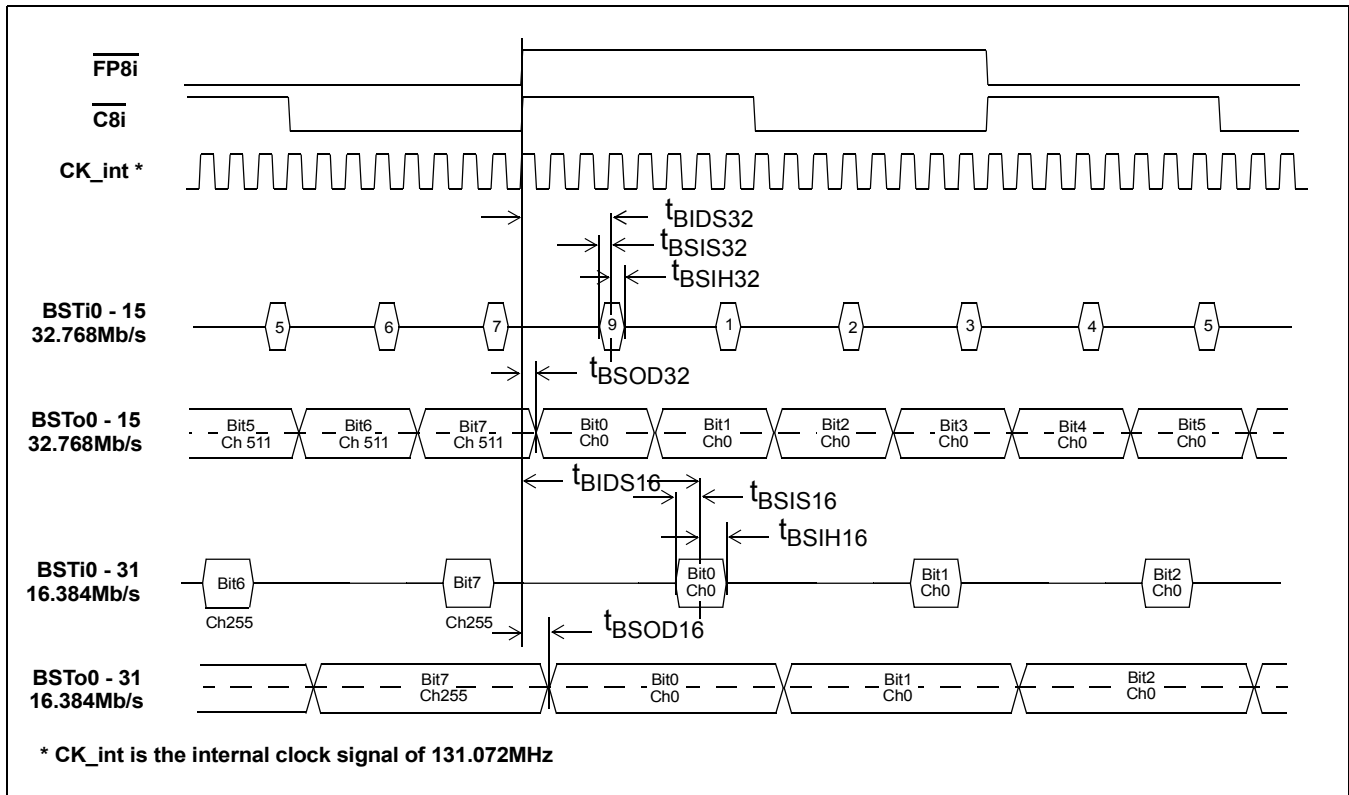 FP8i
C8i
CK_int *
tBIDS32
tBSIS32
tBSIH32
BSTi0 - 15
32.768Mb/s
5 6 7 9 1 2 3 4 5
tBSOD32
BSTo0 - 15
32.768Mb/s
Bit5 Bit6 Bit7 Bit0 Bit1 Bit2 Bit3 Bit4 Bit5
Ch 511 Ch 511 Ch 511 Ch0 Ch0 Ch0 Ch0 Ch0 Ch0
tBIDS16
tBSIS16
tBSIH16
BSTi0 - 31
16.384Mb/s
Bit6 Bit7 Bit0 Bit1 Bit2
Ch0 Ch0 Ch0
Ch255 Ch255
tBSOD16
BSTo0 - 31
16.384Mb/s
Bit7 Bit0 Bit1 Bit2
Ch255 Ch0 Ch0 Ch0
* CK_int is the internal clock signal of 131.072MHz